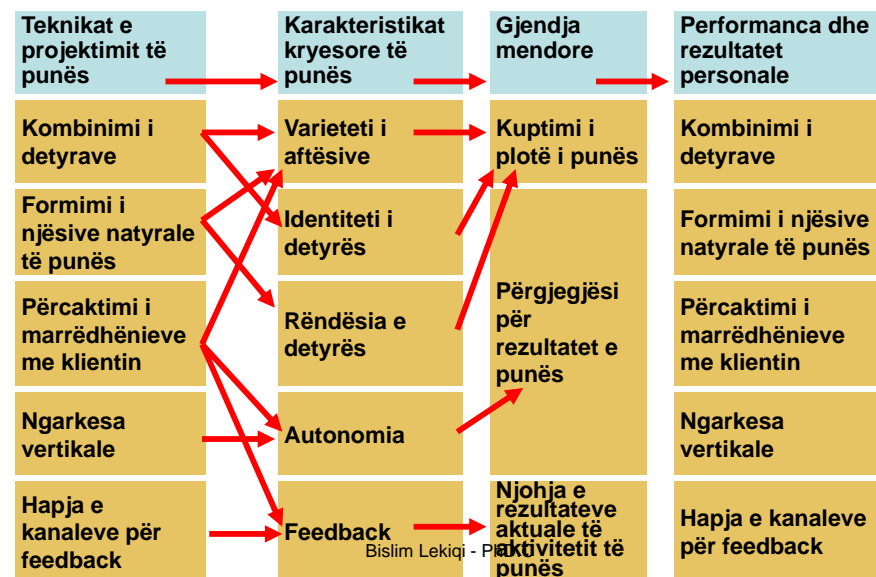 Teknikat e
projektimit të
punës
Karakteristikat
kryesore të
punës
Gjendja
mendore
Performanca dhe
rezultatet
personale
Kombinimi i
detyrave
Varieteti i
aftësive
Kuptimi i
plotë i punës
Kombinimi i
detyrave
Formimi i
njësive natyrale
të punës
Identiteti i
detyrës
Përgjegjësi
për
rezultatet e
punës
Formimi i njësive
natyrale të punës
Përcaktimi i
marrëdhënieve
me klientin
Rëndësia e
detyrës
Përcaktimi i
marrëdhënieve
me klientin
Ngarkesa
vertikale
Autonomia
Ngarkesa
vertikale
Hapja e
kanaleve për
feedback
Feedback
Njohja e
rezultateve
aktuale të
aktivitetit të
punës
Hapja e kanaleve
për feedback
Bislim Lekiqi -